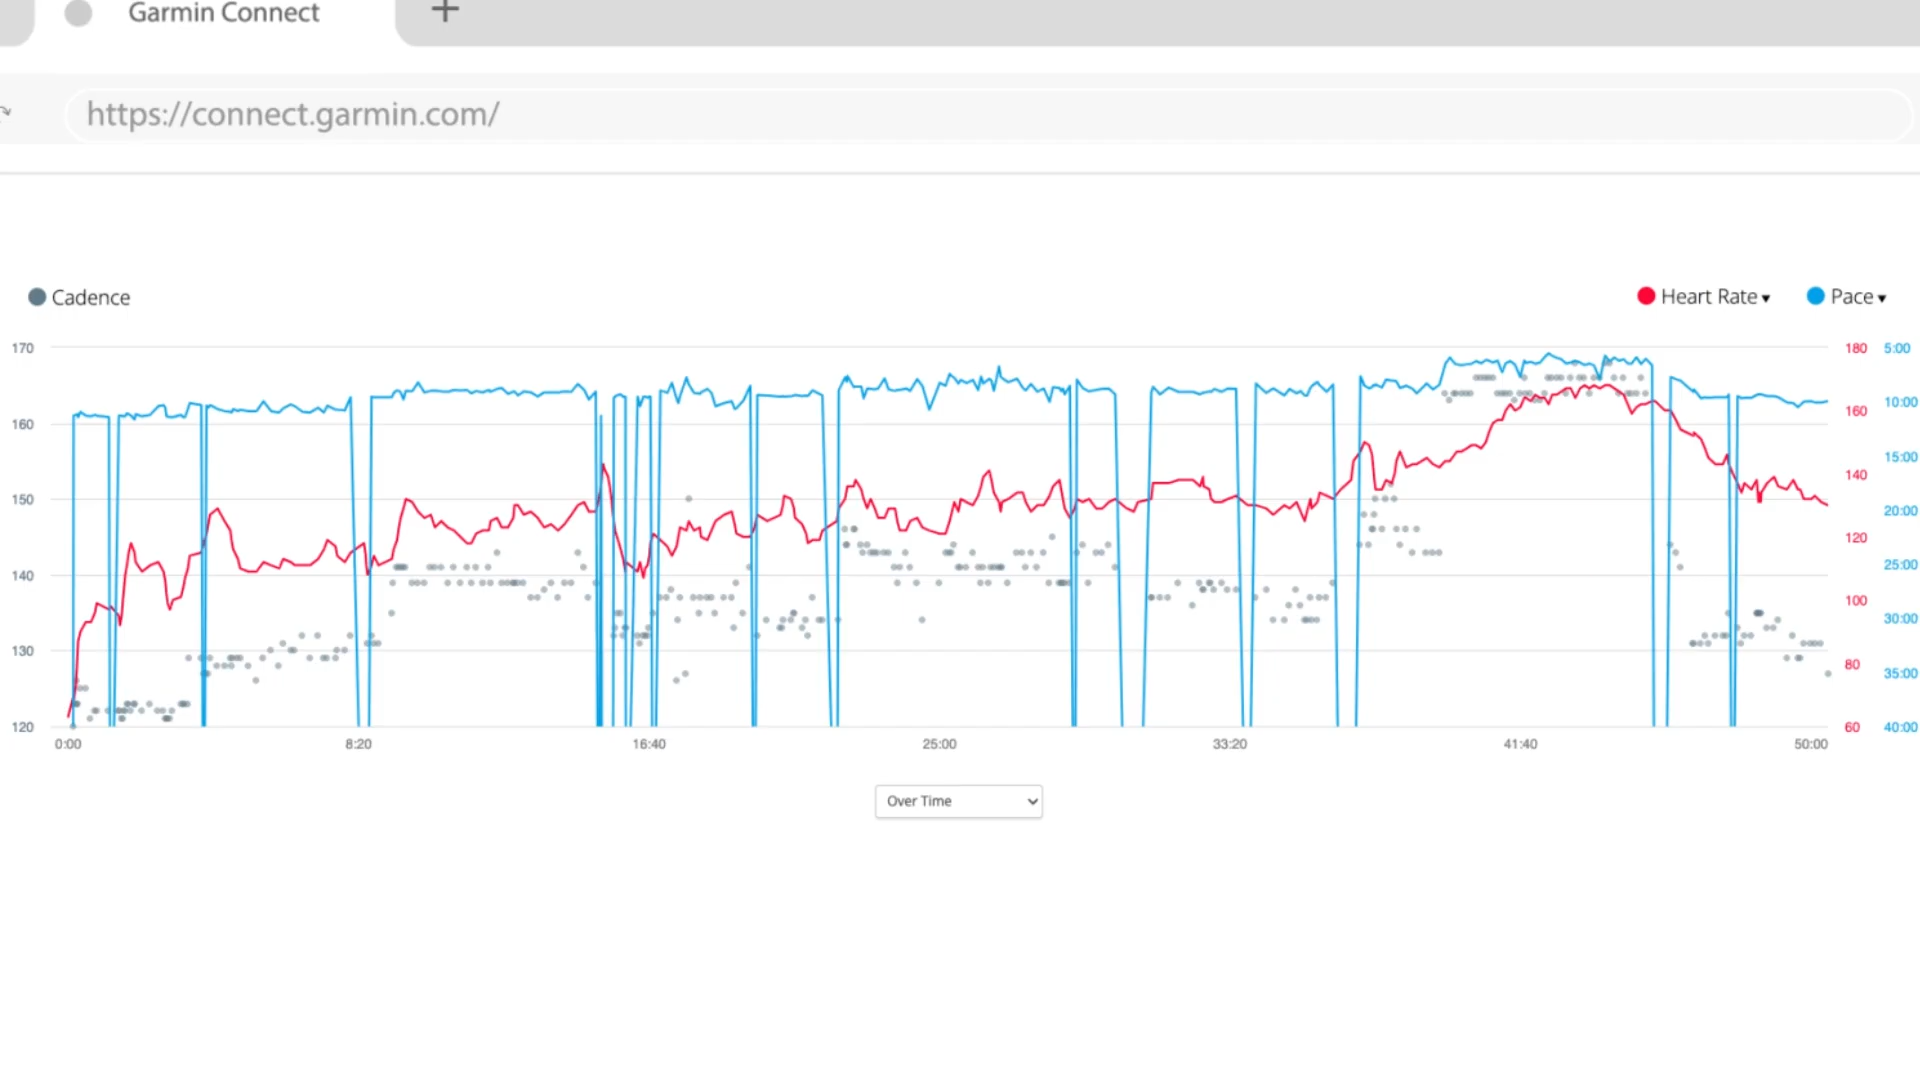 Garmin Connect +
https://connect.garmin.com/
Cadence
Heart Rate ▾ Pace ▾
170 180 5:00
160 160 10:00
150 140 15:00
140 120 20:00
130 100 25:00
120 80 30:00
60 35:00
40:00
0:00 8:20 16:40 25:00 33:20 41:40 50:00
Over Time